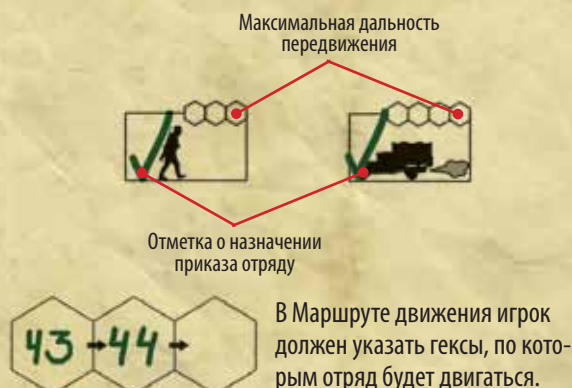 Максимальная дальность
передвижения
Отметка о назначении
приказа отряду
43 44
В Маршруте движения игрок
должен указать гексы, по кото-
рым отряд будет двигаться.